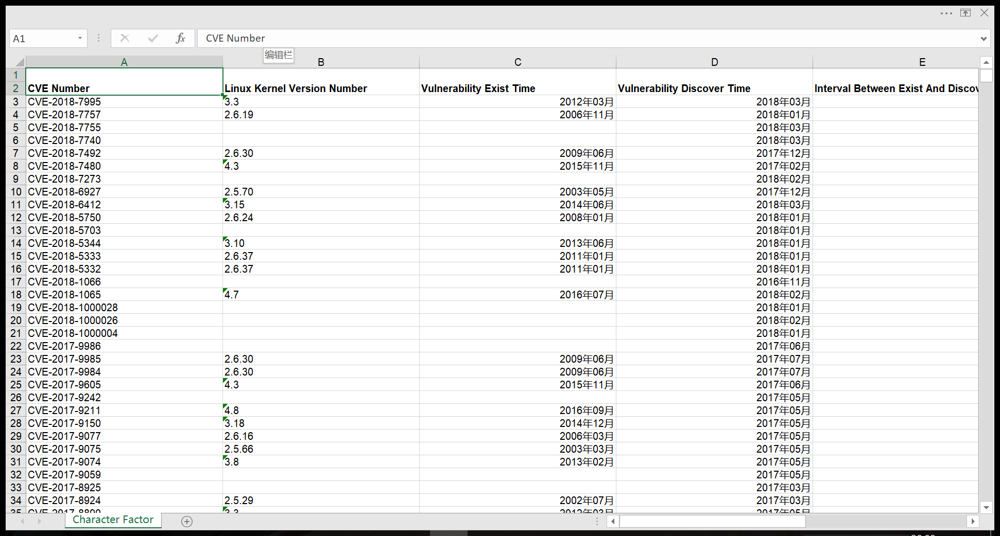 A1 fx CVE Number
编辑栏
A B C D E
1
2 CVE Number Linux Kernel Version Number Vulnerability Exist Time Vulnerability Discover Time Interval Between Exist And Discov
3 CVE-2018-7995 3.3 2012年03月 2018年03月
4 CVE-2018-7757 2.6.19 2006年11月 2018年01月
5 CVE-2018-7755 2018年03月
6 CVE-2018-7740 2018年03月
7 CVE-2018-7492 2.6.30 2009年06月 2017年12月
8 CVE-2018-7480 4.3 2015年11月 2017年02月
9 CVE-2018-7273 2018年02月
10 CVE-2018-6927 2.5.70 2003年05月 2017年12月
11 CVE-2018-6412 3.15 2014年06月 2018年03月
12 CVE-2018-5750 2.6.24 2008年01月 2018年01月
13 CVE-2018-5703 2018年01月
14 CVE-2018-5344 3.10 2013年06月 2018年01月
15 CVE-2018-5333 2.6.37 2011年01月 2018年01月
16 CVE-2018-5332 2.6.37 2011年01月 2018年01月
17 CVE-2018-1066 2016年11月
18 CVE-2018-1065 4.7 2016年07月 2018年02月
19 CVE-2018-1000028 2018年01月
20 CVE-2018-1000026 2018年02月
21 CVE-2018-1000004 2018年01月
22 CVE-2017-9986 2017年06月
23 CVE-2017-9985 2.6.30 2009年06月 2017年07月
24 CVE-2017-9984 2.6.30 2009年06月 2017年07月
25 CVE-2017-9605 4.3 2015年11月 2017年06月
26 CVE-2017-9242 2017年05月
27 CVE-2017-9211 4.8 2016年09月 2017年05月
28 CVE-2017-9150 3.18 2014年12月 2017年05月
29 CVE-2017-9077 2.6.16 2006年03月 2017年05月
30 CVE-2017-9075 2.5.66 2003年03月 2017年05月
31 CVE-2017-9074 3.8 2013年02月 2017年05月
32 CVE-2017-9059 2017年05月
33 CVE-2017-8925 2017年03月
34 CVE-2017-8924 2.5.29 2002年07月 2017年03月
Character Factor